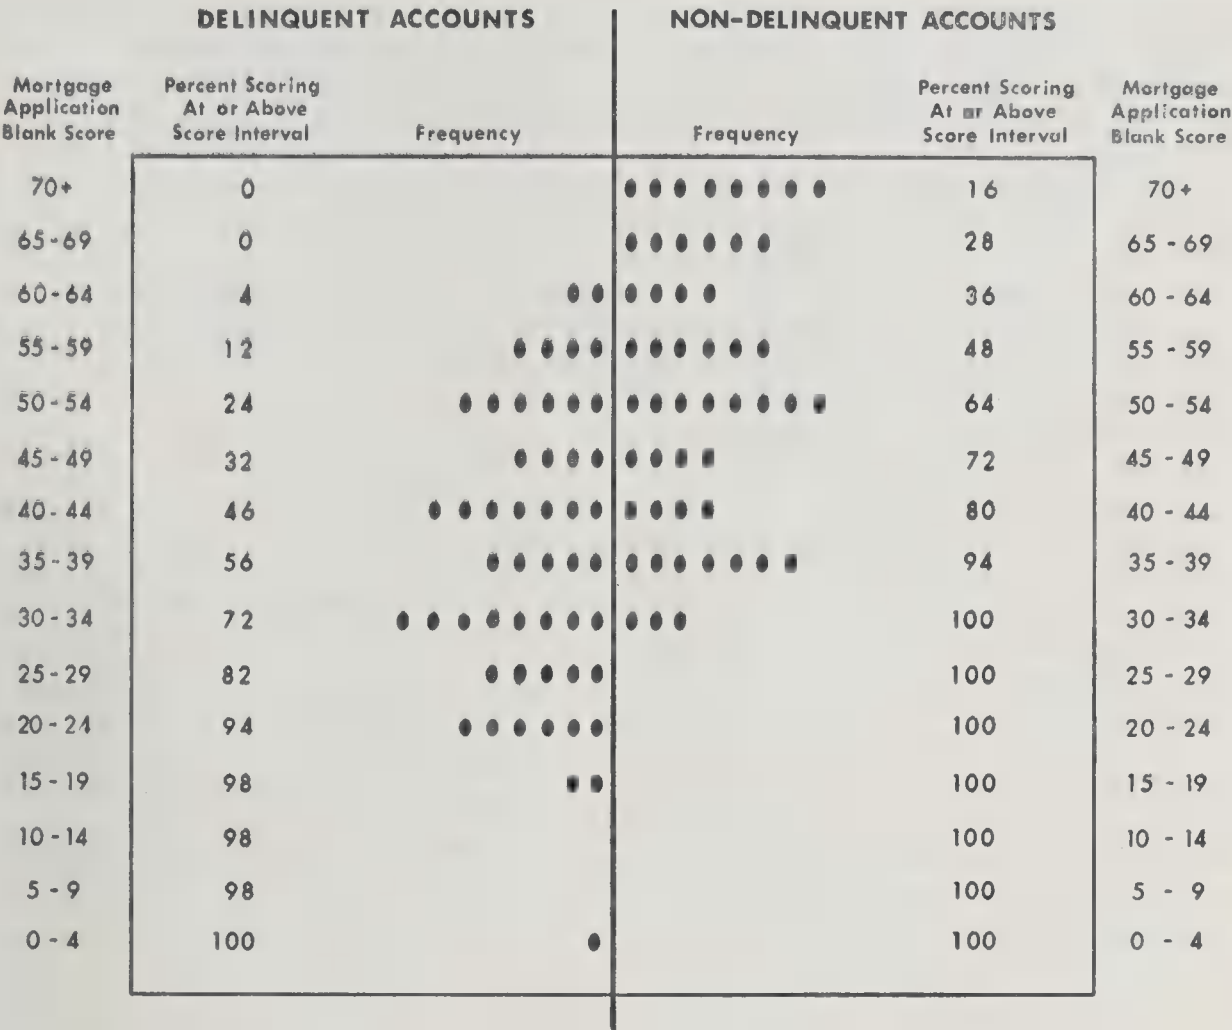 DELINQUENT ACCOUNTS NON-DELINQUENT ACCOUNTS
Mortgage Percent Scoring Percent Scoring Mortgage
Application At or Above At or Above Application
Blank Score Score Interval Frequency Frequency Score Interval Blank Score
70+ 0 16 70+
65-69 0 28 65 - 69
60-64 4 36 60 - 64
55-59 12 48 55 - 59
50-54 24 64 50 - 54
45-49 32 72 45 - 49
40-44 46 80 40 - 44
35-39 56 94 35 - 39
30-34 72 100 30 - 34
25-29 82 100 25 - 29
20-24 94 100 20 - 24
15-19 98 100 15 - 19
10-14 98 100 10 - 14
5-9 98 100 5 - 9
0-4 100 100 0 - 4